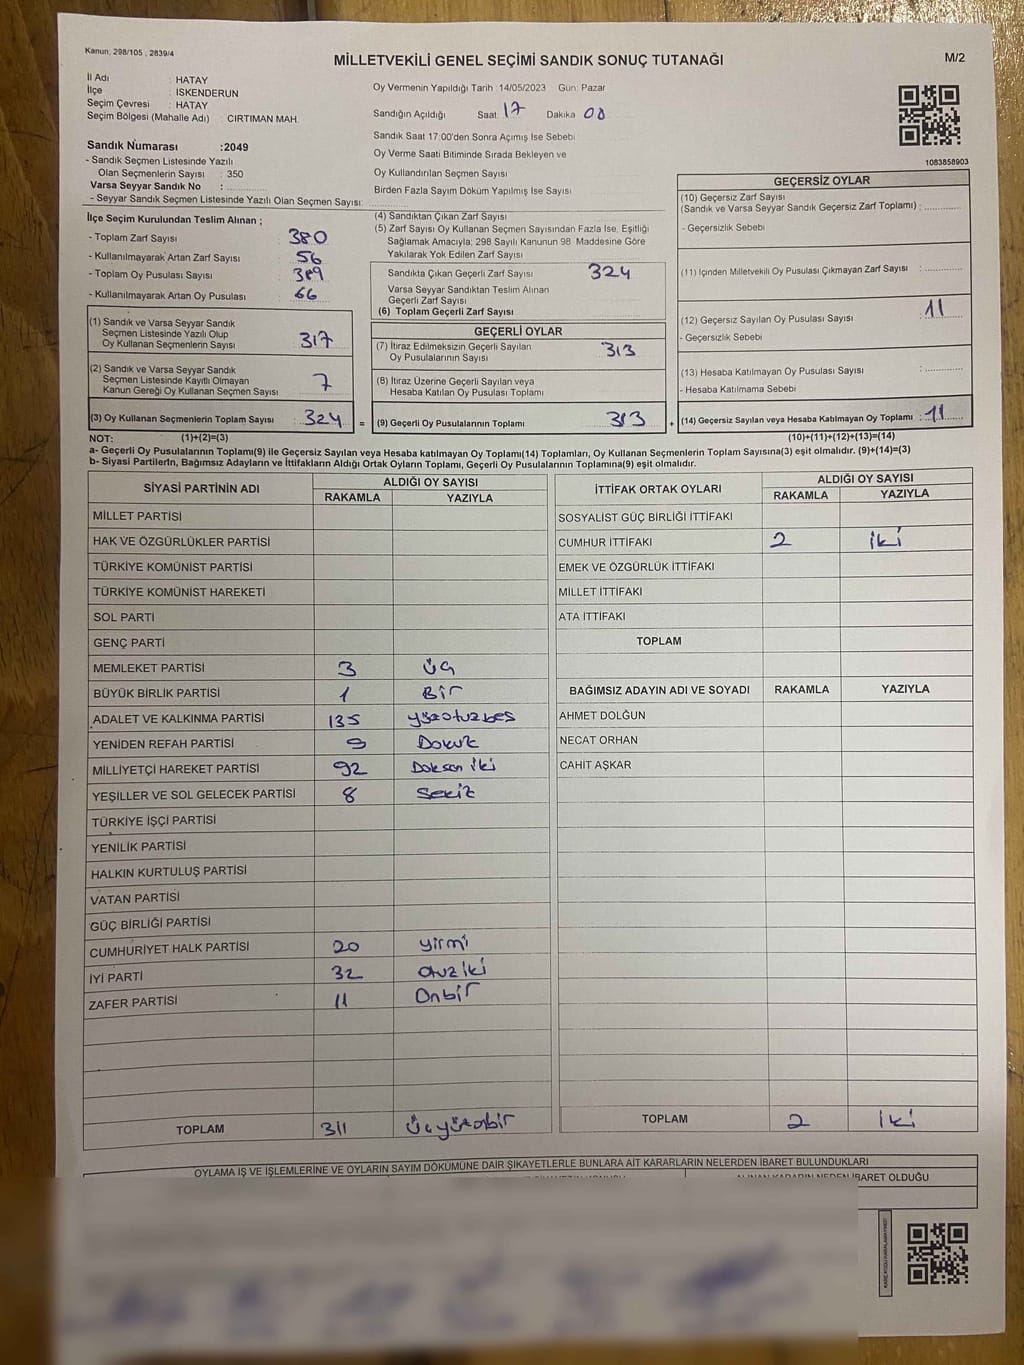 Kanun: 298/105 ; 2839/4
MİLLETVEKİLİ GENEL SEÇİMİ SANDIK SONUÇ TUTANAĞI
M/2
İl Adı : HATAY
İlçe : İSKENDERUN
Seçim Çevresi : HATAY
Seçim Bölgesi (Mahalle Adı) : CIRTIMAN MAH.
Sandık Numarası :2049
- Sandık Seçmen Listesinde Yazılı
Olan Seçmenlerin Sayısı : 350
Varsa Seyyar Sandık No :
- Seyyar Sandık Seçmen Listesinde Yazılı Olan Seçmen Sayısı:
Oy Vermenin Yapıldığı Tarih :14/05/2023 Gün: Pazar
Sandığın Açıldığı Saat 17 Dakika 00
Sandık Saat 17:00'den Sonra Açımış İse Sebebi
Oy Verme Saati Bitiminde Sırada Bekleyen ve
Oy Kullandırılan Seçmen Sayısı
Birden Fazla Sayım Döküm Yapılmış İse Sayısı
1083858903
İlçe Seçim Kurulundan Teslim Alınan ;
- Toplam Zarf Sayısı : 380
- Kullanılmayarak Artan Zarf Sayısı : 56
- Toplam Oy Pusulası Sayısı : 389
- Kullanılmayarak Artan Oy Pusulası : 66
(1) Sandık ve Varsa Seyyar Sandık
Seçmen Listesinde Yazılı Olup
Oy Kullanan Seçmenlerin Sayısı : 317
(2) Sandık ve Varsa Seyyar Sandık
Seçmen Listesinde Kayıtlı Olmayan
Kanun Gereği Oy Kullanan Seçmen Sayısı : 7
(3) Oy Kullanan Seçmenlerin Toplam Sayısı : 324 =
(4) Sandıktan Çıkan Zarf Sayısı
(5) Zarf Sayısı Oy Kullanan Seçmen Sayısından Fazla İse, Eşitliği
Sağlamak Amacıyla; 298 Sayılı Kanunun 98. Maddesine Göre
Yakılarak Yok Edilen Zarf Sayısı
Sandıkta Çıkan Geçerli Zarf Sayısı 324
Varsa Seyyar Sandıktan Teslim Alınan
Geçerli Zarf Sayısı
(6) Toplam Geçerli Zarf Sayısı
GEÇERLİ OYLAR
(7) İtiraz Edilmeksizin Geçerli Sayılan
Oy Pusulalarının Sayısı 313
(8) İtiraz Üzerine Geçerli Sayılan veya
Hesaba Katılan Oy Pusulası Toplamı
(9) Geçerli Oy Pusulalarının Toplamı 313 +
GEÇERSİZ OYLAR
(10) Geçersiz Zarf Sayısı
(Sandık ve Varsa Seyyar Sandık Geçersiz Zarf Toplamı) :
- Geçersizlik Sebebi
(11) İçinden Milletvekili Oy Pusulası Çıkmayan Zarf Sayısı :
(12) Geçersiz Sayılan Oy Pusulası Sayısı : 11
- Geçersizlik Sebebi
(13) Hesaba Katılmayan Oy Pusulası Sayısı :
- Hesaba Katılmama Sebebi
(14) Geçersiz Sayılan veya Hesaba Katılmayan Oy Toplamı : 11
NOT: (1)+(2)=(3) (10)+(11)+(12)+(13)=(14)
a- Geçerli Oy Pusulalarının Toplamı(9) ile Geçersiz Sayılan veya Hesaba katılmayan Oy Toplamı(14) Toplamları, Oy Kullanan Seçmenlerin Toplam Sayısına(3) eşit olmalıdır. (9)+(14)=(3)
b- Siyasi Partilerln, Bağımsız Adayların ve İttifakların Aldığı Ortak Oyların Toplamı, Geçerli Oy Pusulalarının Toplamına(9) eşit olmalıdır.
SİYASİ PARTİNİN ADI ALDIĞI OY SAYISI
RAKAMLA YAZIYLA
MİLLET PARTİSİ
HAK VE ÖZGÜRLÜKLER PARTİSİ
TÜRKİYE KOMÜNİST PARTİSİ
TÜRKİYE KOMÜNİST HAREKETİ
SOL PARTİ
GENÇ PARTİ
MEMLEKET PARTİSİ 3 üç
BÜYÜK BİRLİK PARTİSİ 1 Bir
ADALET VE KALKINMA PARTİSİ 135 yüzotuzbes
YENİDEN REFAH PARTİSİ 9 Dokuz
MİLLİYETÇİ HAREKET PARTİSİ 92 Doksan iki
YEŞİLLER VE SOL GELECEK PARTİSİ 8 Sekiz
TÜRKİYE İŞÇİ PARTİSİ
YENİLİK PARTİSİ
HALKIN KURTULUŞ PARTİSİ
VATAN PARTİSİ
GÜÇ BİRLİĞİ PARTİSİ
CUMHURİYET HALK PARTİSİ 20 yirmi
İYİ PARTİ 32 otuz iki
ZAFER PARTİSİ 11 Onbir
TOPLAM 311 üçyüzonbir
İTTİFAK ORTAK OYLARI ALDIĞI OY SAYISI
RAKAMLA YAZIYLA
SOSYALİST GÜÇ BİRLİĞİ İTTİFAKI
CUMHUR İTTİFAKI 2 iki
EMEK VE ÖZGÜRLÜK İTTİFAKI
MİLLET İTTİFAKI
ATA İTTİFAKI
TOPLAM
BAĞIMSIZ ADAYIN ADI VE SOYADI RAKAMLA YAZIYLA
AHMET DOLĞUN
NECAT ORHAN
CAHİT AŞKAR
TOPLAM 2 iki
OYLAMA İŞ VE İŞLEMLERİNE VE OYLARIN SAYIM DÖKÜMÜNE DAİR ŞİKAYETLERLE BUNLARA AİT KARARLARIN NELERDEN İBARET BULUNDUKLARI
ALINAN KARARIN NEDEN İBARET OLDUĞU